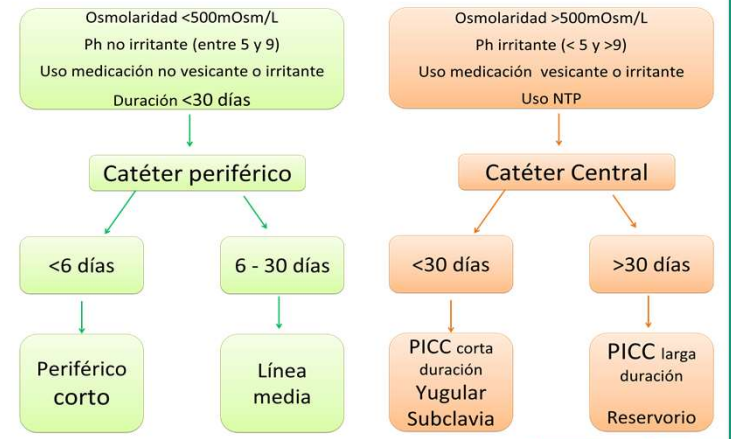 Osmolaridad <500mOsm/L
Ph no irritante (entre 5 y 9)
Uso medicación no vesicante o irritante
Duración <30 días
Osmolaridad >500mOsm/L
Ph irritante (< 5 y >9)
Uso medicación vesicante o irritante
Uso NTP
Catéter periférico
Catéter Central
<6 días
6 - 30 días
<30 días
>30 días
Periférico
corto
Línea
media
PICC corta
duración
Yugular
Subclavia
PICC larga
duración
Reservorio